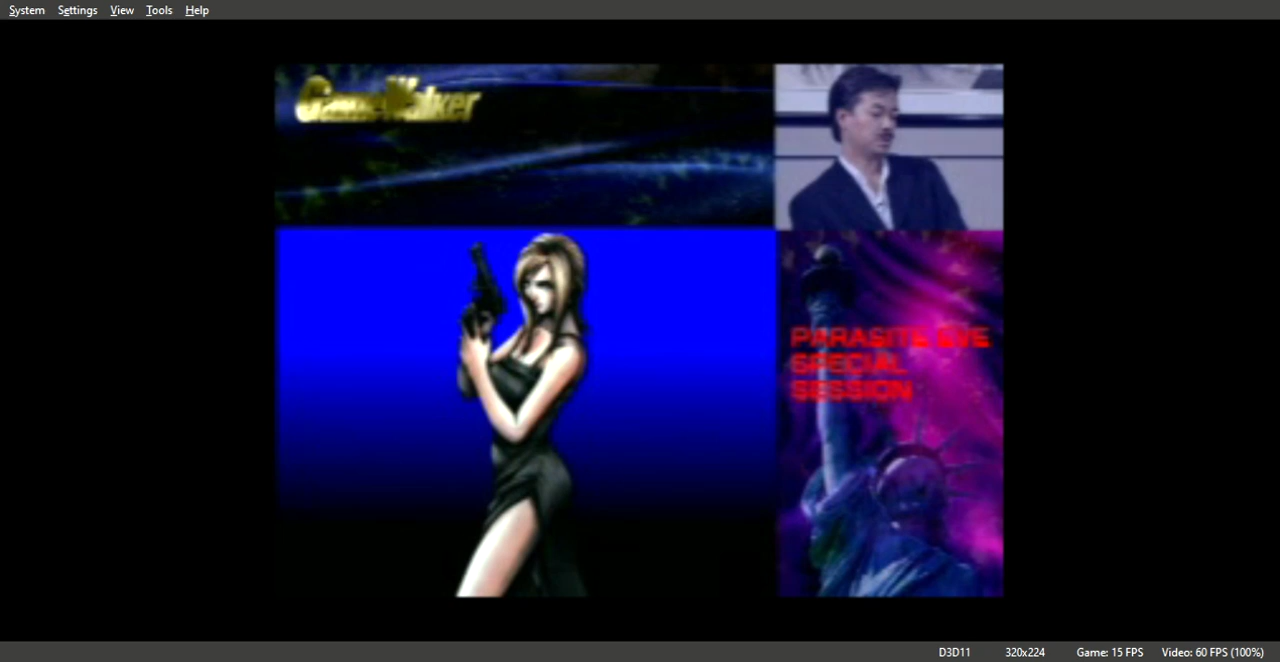 System Settings View Tools Help
GameWalker
PARASITE EVE
SPECIAL
SESSION
D3D11 320x224 Game: 15 FPS Video: 60 FPS (100%)